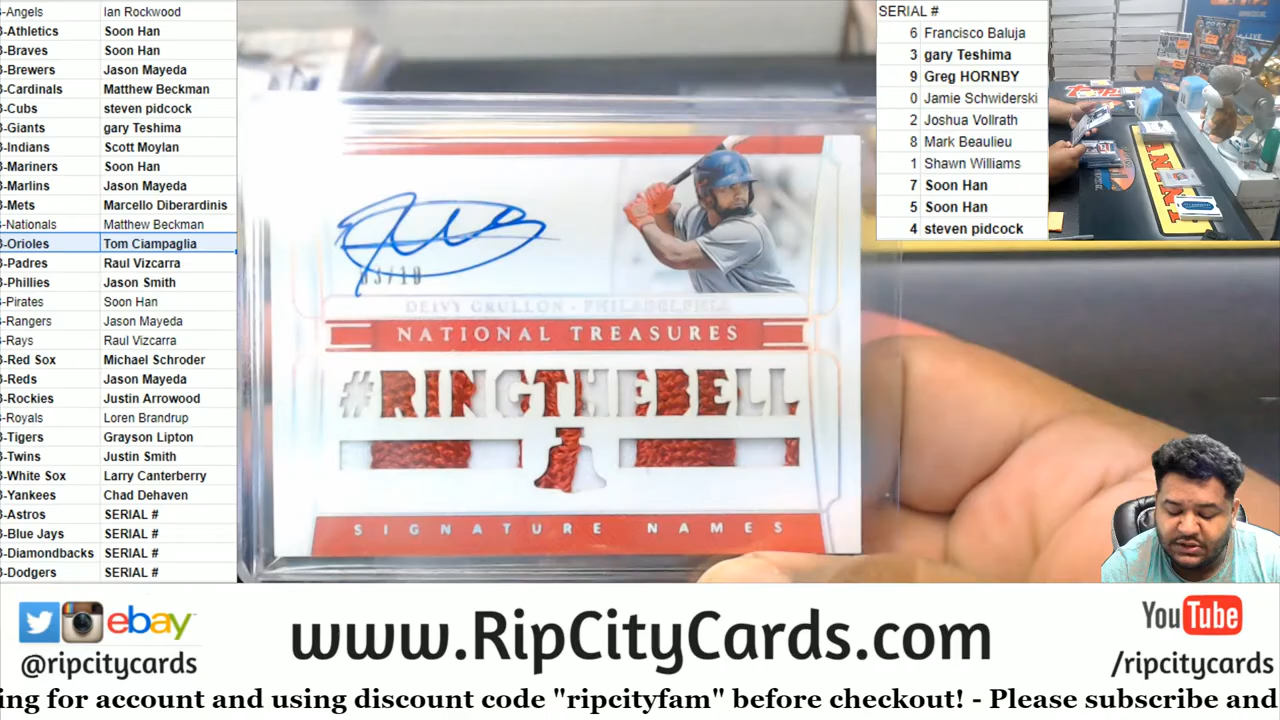 -Angels Ian Rockwood
-Athletics Soon Han
-Braves Soon Han
-Brewers Jason Mayeda
-Cardinals Matthew Beckman
-Cubs steven pidcock
-Giants gary Teshima
-Indians Scott Moylan
-Mariners Soon Han
-Marlins Jason Mayeda
-Mets Marcello Diberardinis
-Nationals Matthew Beckman
-Orioles Tom Ciampaglia
-Padres Raul Vizcarra
-Phillies Jason Smith
-Pirates Soon Han
-Rangers Jason Mayeda
-Rays Raul Vizcarra
-Red Sox Michael Schroder
-Reds Jason Mayeda
-Rockies Justin Arrowood
-Royals Loren Brandrup
-Tigers Grayson Lipton
-Twins Justin Smith
-White Sox Larry Canterberry
-Yankees Chad Dehaven
-Astros SERIAL #
-Blue Jays SERIAL #
-Diamondbacks SERIAL #
-Dodgers SERIAL #
SERIAL #
6 Francisco Baluja
3 gary Teshima
9 Greg HORNBY
0 Jamie Schwiderski
2 Joshua Vollrath
8 Mark Beaulieu
1 Shawn Williams
7 Soon Han
5 Soon Han
4 steven pidcock
03/10
DEIVY GRULLON - PHILADELPHIA
NATIONAL TREASURES
#RINGTHEBELL
SIGNATURE NAMES
ebay
@ripcitycards
www.RipCityCards.com
YouTube
/ripcitycards
ing for account and using discount code "ripcityfam" before checkout! - Please subscribe and